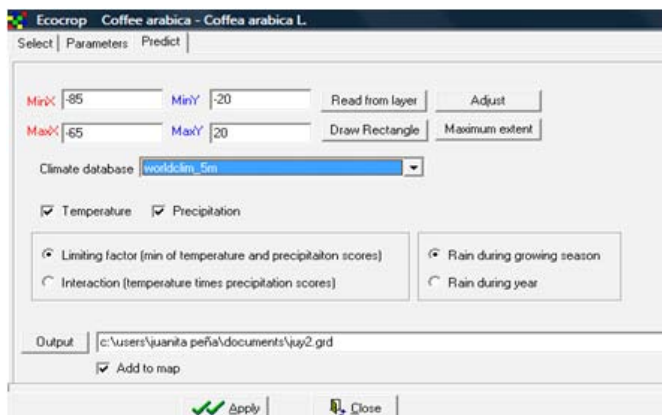 Ecocrop Coffee arabica - Coffea arabica L.
Select Parameters Predict
MinX -85 MinY -20 Read from layer Adjust
MaxX -65 MaxY 20 Draw Rectangle Maximum extent
Climate database worldclim_5m
Temperature Precipitation
Limiting factor (min of temperature and precipitaiton scores) Rain during growing season
Interaction (temperature times precipitation scores) Rain during year
Output c:\users\juanita peña\documents\juy2.grd
Add to map
Apply Close